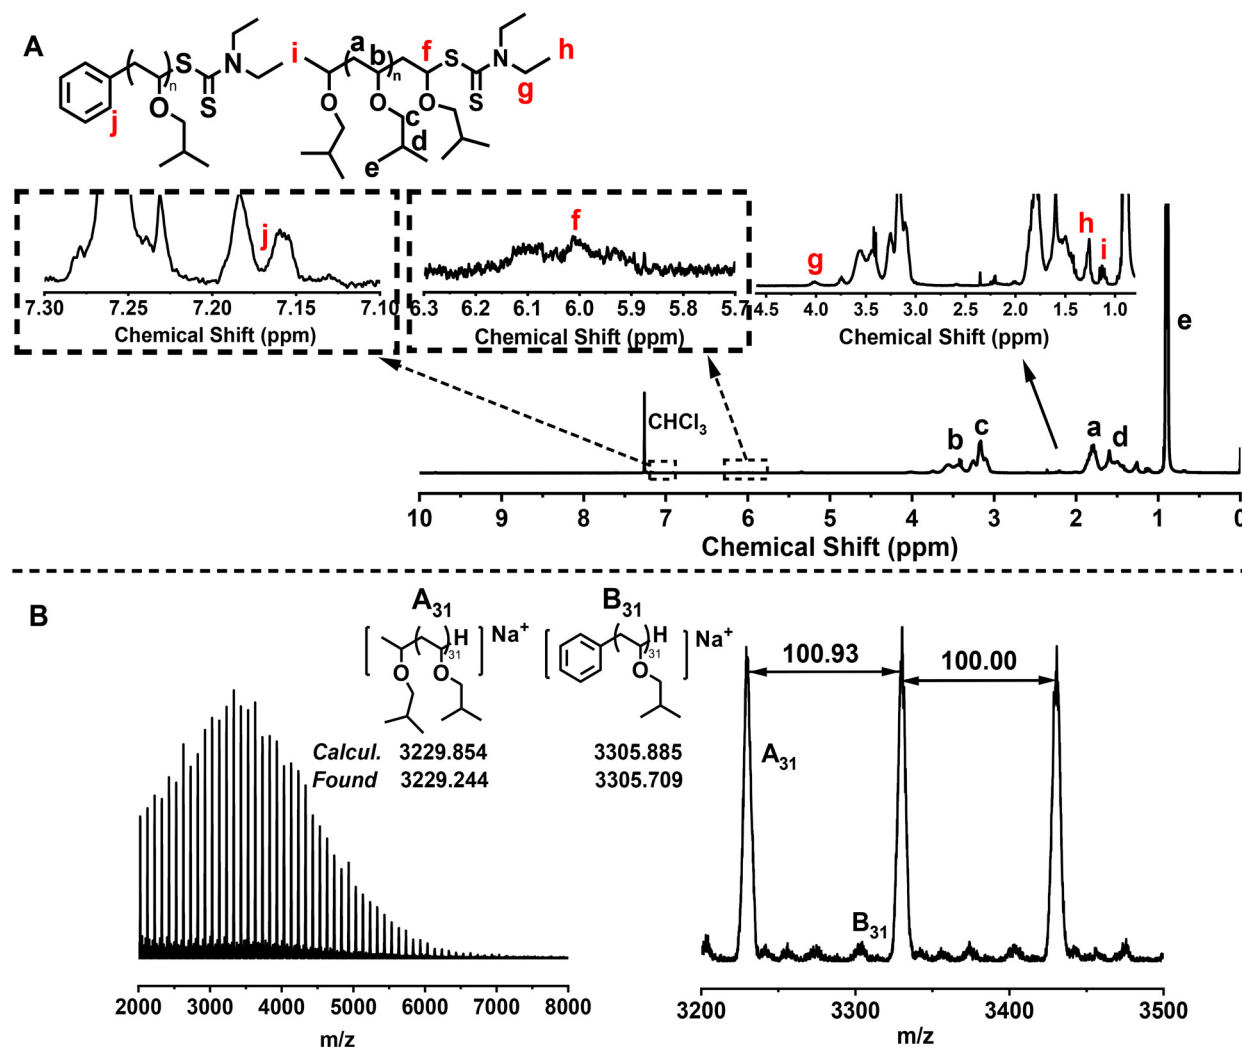 A
i
a
b
f
h
S
N
S
N
n
n
S
S
O
O
O
g
j
c
d
e
j
f
g
h
i
7.30 7.25 7.20 7.15 7.10
Chemical Shift (ppm)
6.3 6.2 6.1 6.0 5.9 5.8 5.7
Chemical Shift (ppm)
4.5 4.0 3.5 3.0 2.5 2.0 1.5 1.0
Chemical Shift (ppm)
e
CHCl3
b
c
a
d
10 9 8 7 6 5 4 3 2 1 0
Chemical Shift (ppm)
B
A31
B31
H
Na+
H
Na+
31
31
O
O
O
Calcul. 3229.854 3305.885
Found 3229.244 3305.709
100.93
100.00
A31
B31
2000 3000 4000 5000 6000 7000 8000
m/z
3200 3300 3400 3500
m/z